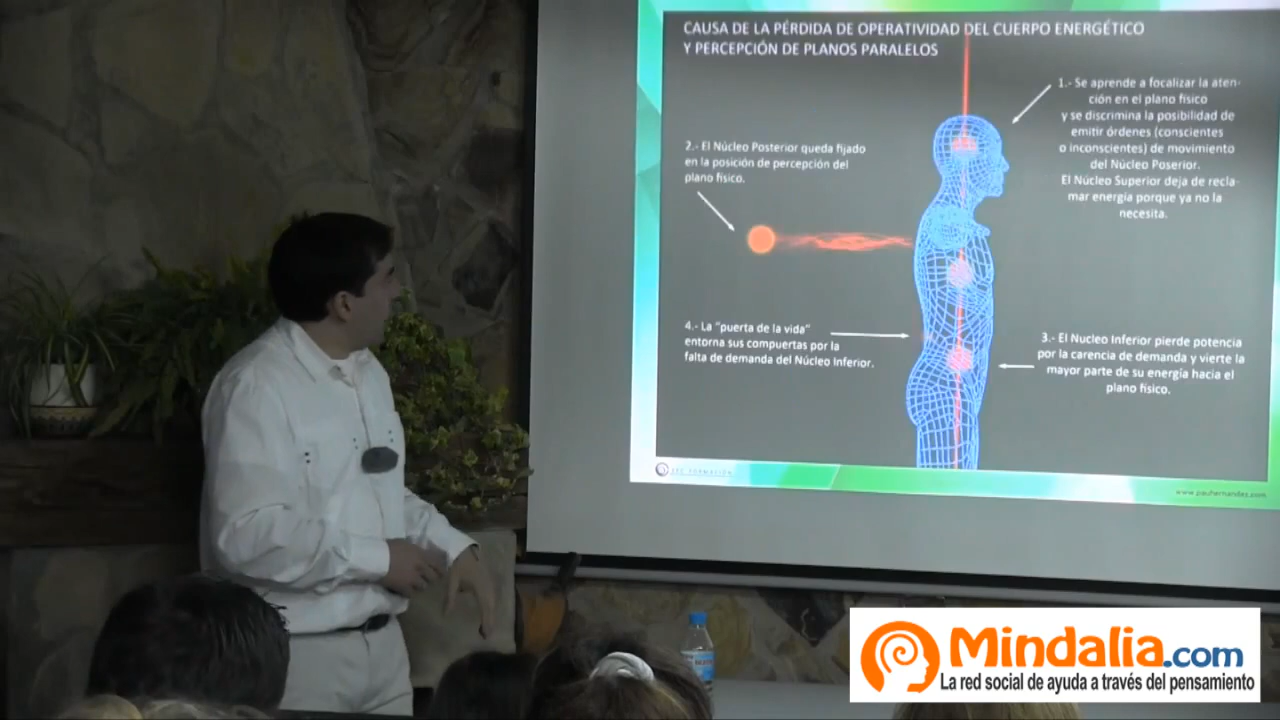 CAUSA DE LA PÉRDIDA DE OPERATIVIDAD DEL CUERPO ENERGÉTICO
Y PERCEPCIÓN DE PLANOS PARALELOS
1.- Se aprende a focalizar la aten-
ción en el plano físico
y se discrimina la posibilidad de
emitir órdenes (conscientes
o inconscientes) de movimiento
del Núcleo Poserior.
El Núcleo Superior deja de recla-
mar energía porque ya no la
necesita.
2.- El Núcleo Posterior queda fijado
en la posición de percepción del
plano físico.
3.- El Nucleo Inferior pierde potencia
por la carencia de demanda y vierte la
mayor parte de su energía hacia el
plano físico.
4.- La "puerta de la vida"
entorna sus compuertas por la
falta de demanda del Núcleo Inferior.
FORMACIÓN
www.pauhernandez.com
Mindalia.com
La red social de ayuda a través del pensamiento